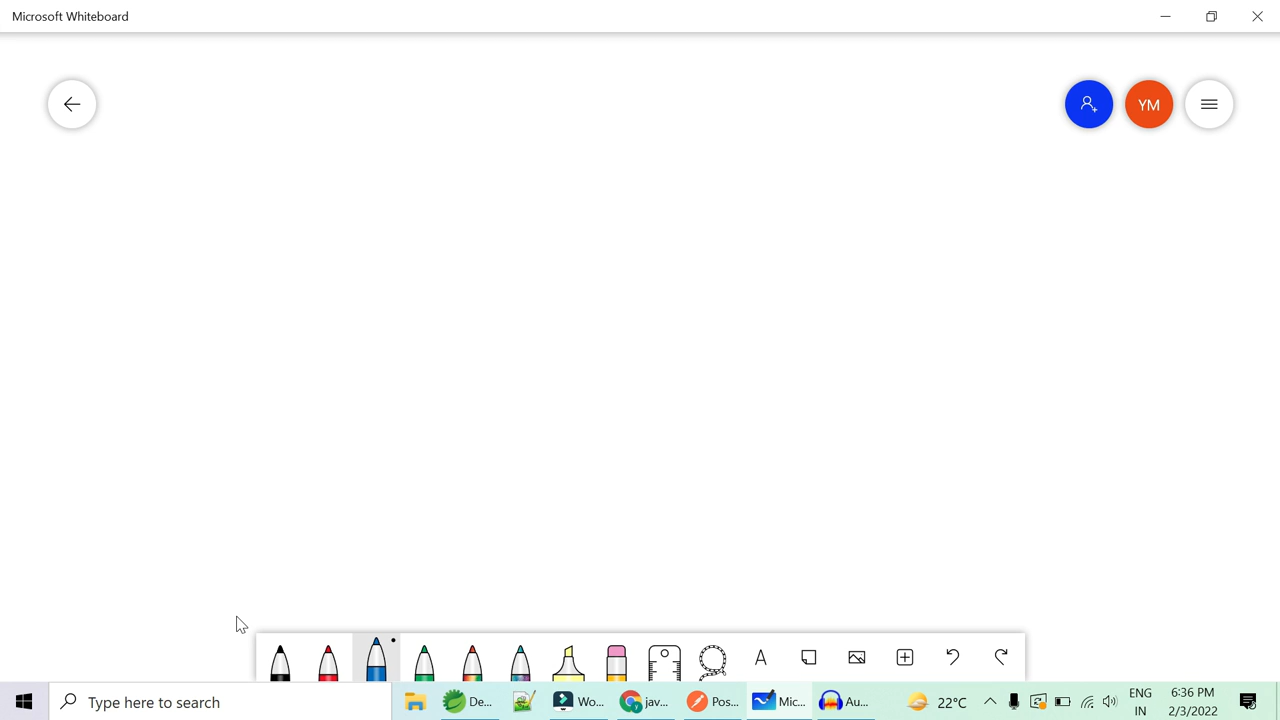 Microsoft Whiteboard
YM
A
Type here to search
De...
Wo...
jav...
Pos...
Mic...
Au...
22°C
ENG
IN
6:36 PM
2/3/2022